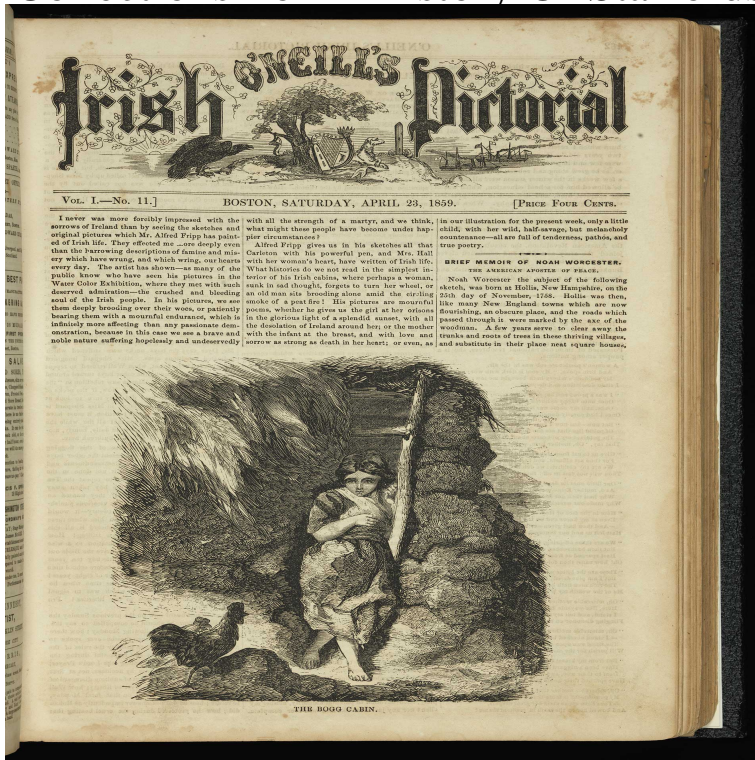 O'NEILL'S
Irish Pictorial
VOL. I.—No. 11.] BOSTON, SATURDAY, APRIL 23, 1859. [PRICE FOUR CENTS.
I never was more forcibly impressed with the
sorrows of Ireland than by seeing the sketches and
original pictures which Mr. Alfred Fripp has paint-
ed of Irish life. They effected me ...ore deeply even
than the harrowing descriptions of famine and mis-
ery which have wrung, and which wring, our hearts
every day. The artist has shown—as many of the
public know who have seen his pictures in the
Water Color Exhibition, where they met with such
deserved admiration—the crushed and bleeding
soul of the Irish people. In his pictures, we see
them deeply brooding over their woes, or patiently
bearing them with a mournful endurance, which is
infinitely more affecting than any passionate dem-
onstration, because in this case we see a brave and
noble nature suffering hopelessly and undeservedly
with all the strength of a martyr, and we think,
what might these people have become under hap-
pier circumstances?
Alfred Fripp gives us in his sketches all that
Carleton with his powerful pen, and Mrs. Hall
with her woman's heart, have written of Irish life.
What histories do we not read in the simplest in-
terior of his Irish cabins, where perhaps a woman,
sunk in sad thought, forgets to turn her wheel, or
an old man sits brooding alone amid the circling
smoke of a peat fire! His pictures are mournful
poems, whether he gives us the girl at her orisons
in the glorious light of a splendid sunset, with all
the desolation of Ireland around her; or the mother
with the infant at the breast, and with love and
sorrow as strong as death in her heart; or even, as
in our illustration for the present week, only a little
child, with her wild, half-savage, but melancholy
countenance—all are full of tenderness, pathos, and
true poetry.
BRIEF MEMOIR OF NOAH WORCESTER.
THE AMERICAN APOSTLE OF PEACE.
Noah Worcester the subject of the following
sketch, was born at Hollis, New Hampshire, on the
25th day of November, 1758. Hollis was then,
like many New England towns which are now
flourishing, an obscure place, and the roads which
passed through it were marked by the axe of the
woodman. A few years serve to clear away the
trunks and roots of trees in these thriving villages,
and substitute in their place neat square houses,
THE BOGG CABIN.